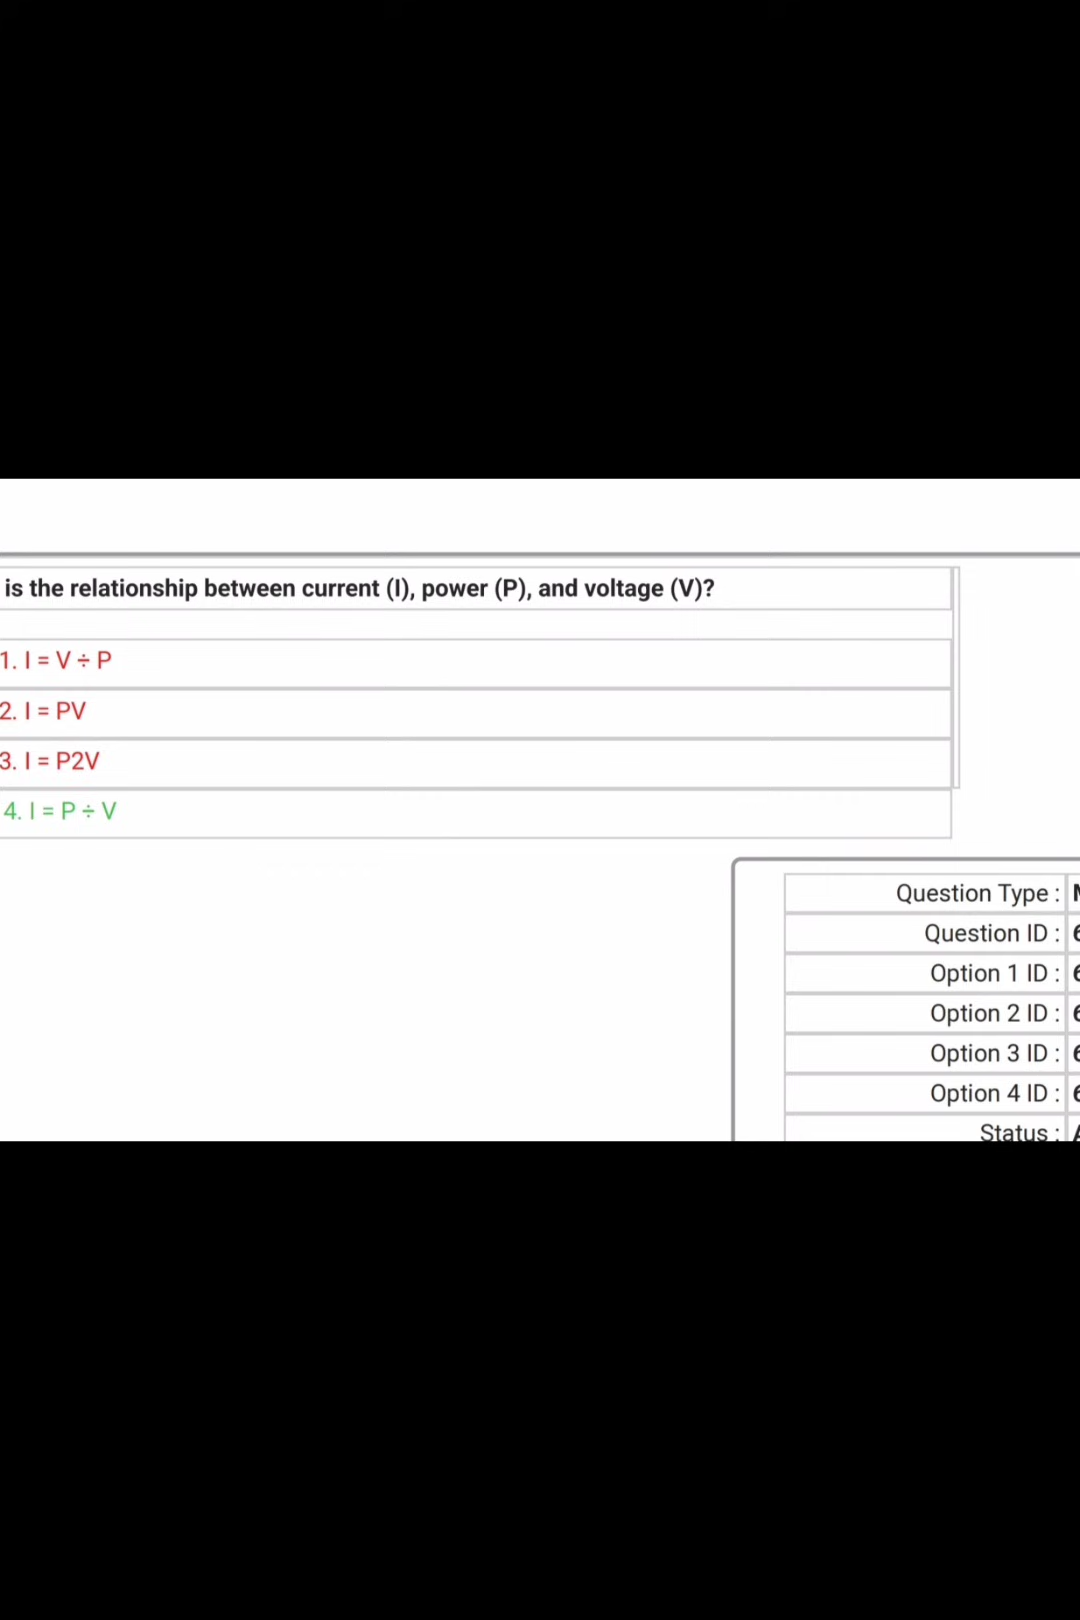 is the relationship between current (I), power (P), and voltage (V)?
1. I = V ÷ P
2. I = PV
3. I = P2V
4. I = P ÷ V
Question Type :
Question ID :
Option 1 ID :
Option 2 ID :
Option 3 ID :
Option 4 ID :
Status :